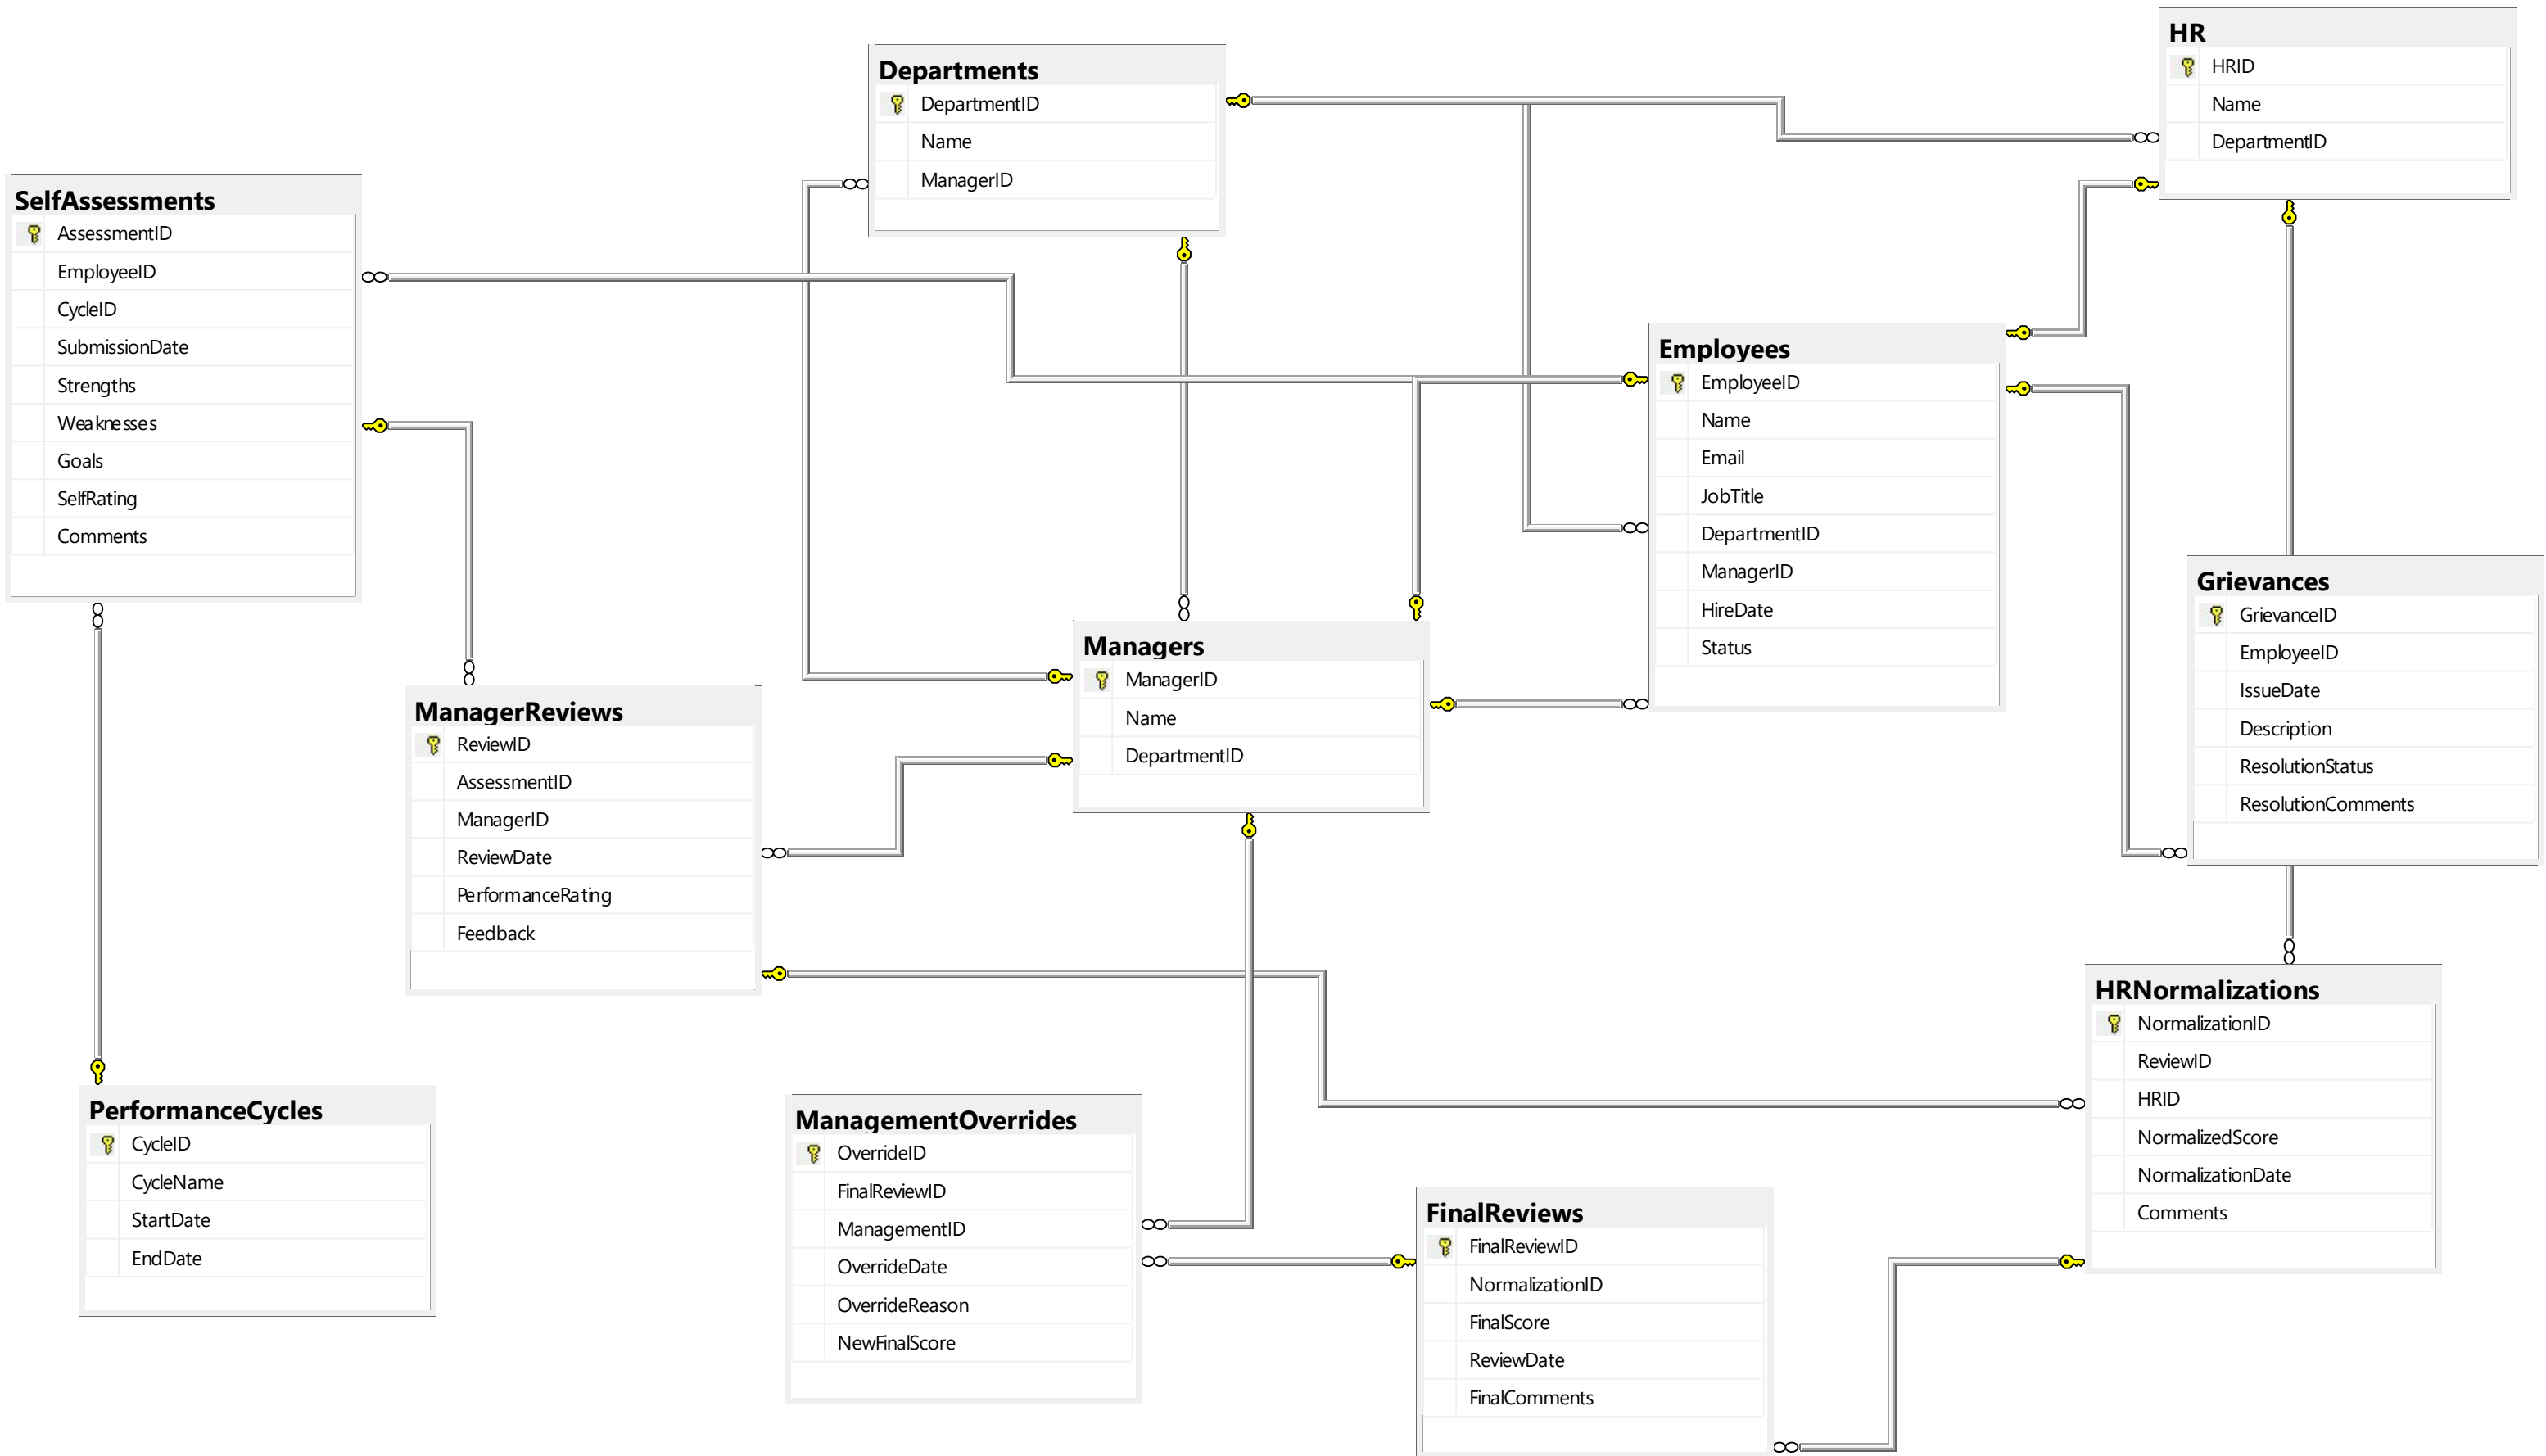 Departments
DepartmentID
Name
ManagerID
HR
HRID
Name
DepartmentID
SelfAssessments
AssessmentID
EmployeeID
CycleID
SubmissionDate
Strengths
Weaknesses
Goals
SelfRating
Comments
Employees
EmployeeID
Name
Email
JobTitle
DepartmentID
ManagerID
HireDate
Status
Managers
ManagerID
Name
DepartmentID
Grievances
GrievanceID
EmployeeID
IssueDate
Description
ResolutionStatus
ResolutionComments
ManagerReviews
ReviewID
AssessmentID
ManagerID
ReviewDate
PerformanceRating
Feedback
HRNormalizations
NormalizationID
ReviewID
HRID
NormalizedScore
NormalizationDate
Comments
PerformanceCycles
CycleID
CycleName
StartDate
EndDate
ManagementOverrides
OverrideID
FinalReviewID
ManagementID
OverrideDate
OverrideReason
NewFinalScore
FinalReviews
FinalReviewID
NormalizationID
FinalScore
ReviewDate
FinalComments